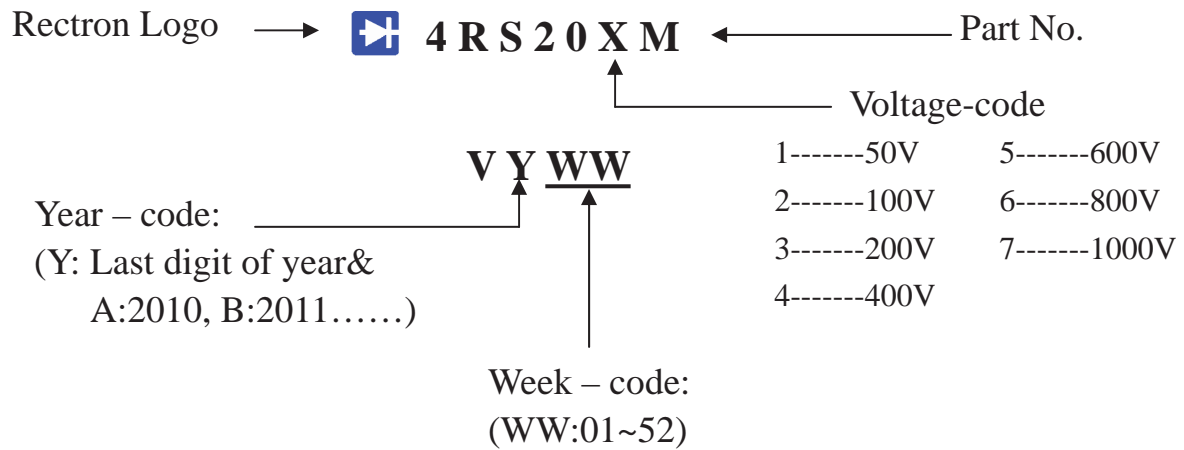 Rectron Logo
4 R S 2 0 X M
Part No.
Voltage-code
1-------50V 5-------600V
2-------100V 6-------800V
3-------200V 7-------1000V
4-------400V
V Y WW
Year – code:
(Y: Last digit of year&
A:2010, B:2011……)
Week – code:
(WW:01~52)